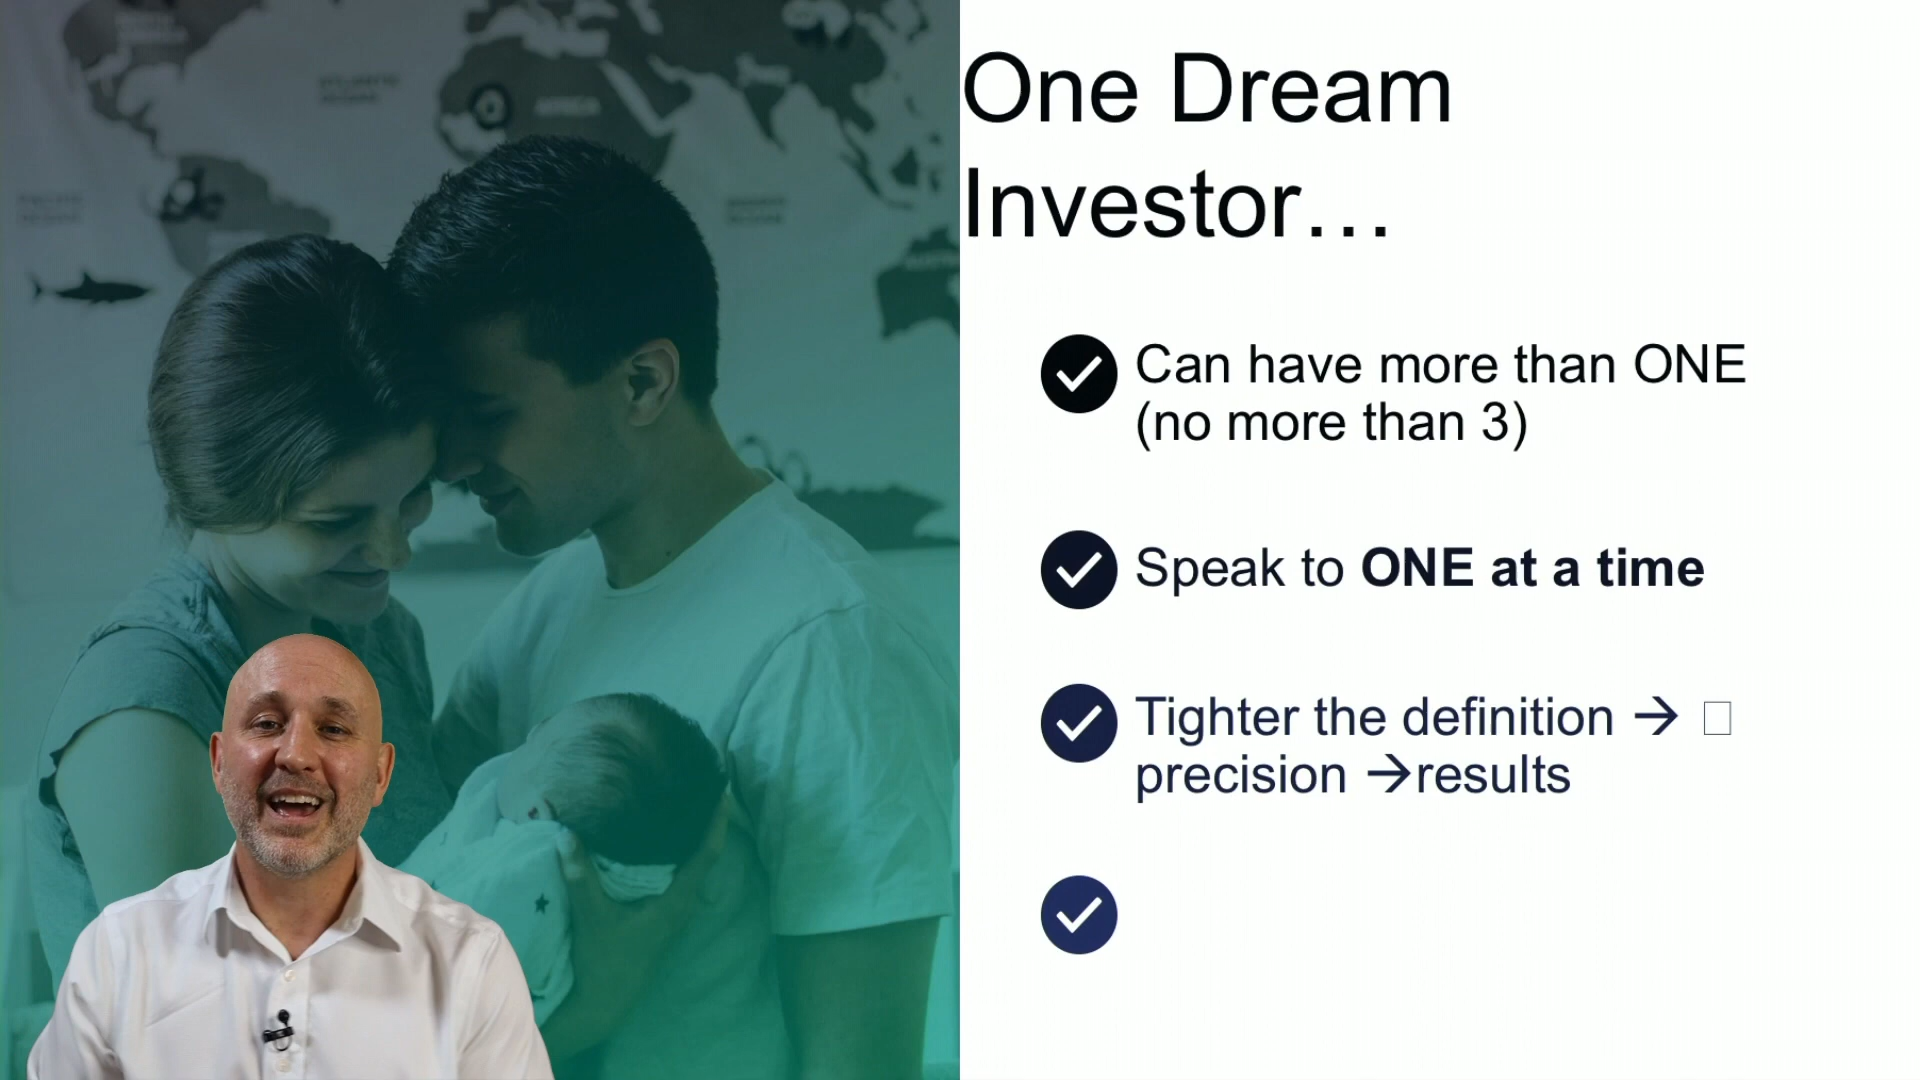 One Dream
Investor…
Can have more than ONE
(no more than 3)
Speak to ONE at a time
Tighter the definition → □
precision →results
AFRICA